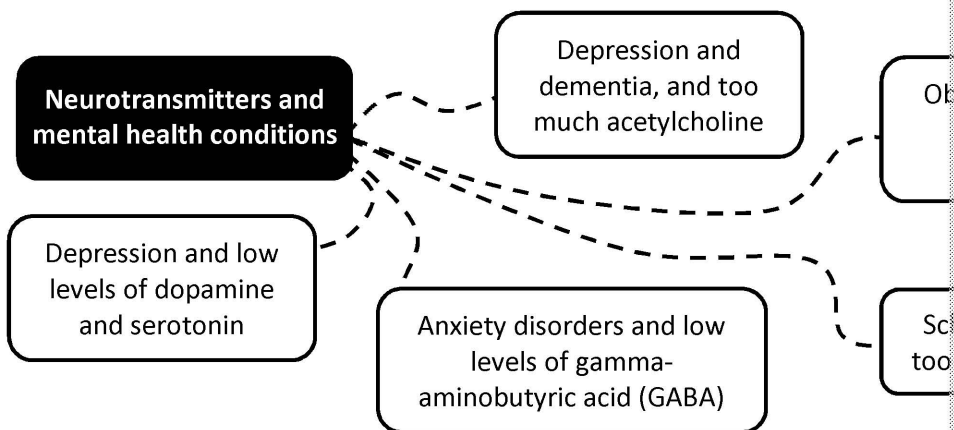 Neurotransmitters and
mental health conditions
Depression and
dementia, and too
much acetylcholine
Depression and low
levels of dopamine
and serotonin
Anxiety disorders and low
levels of gamma-
aminobutyric acid (GABA)
too